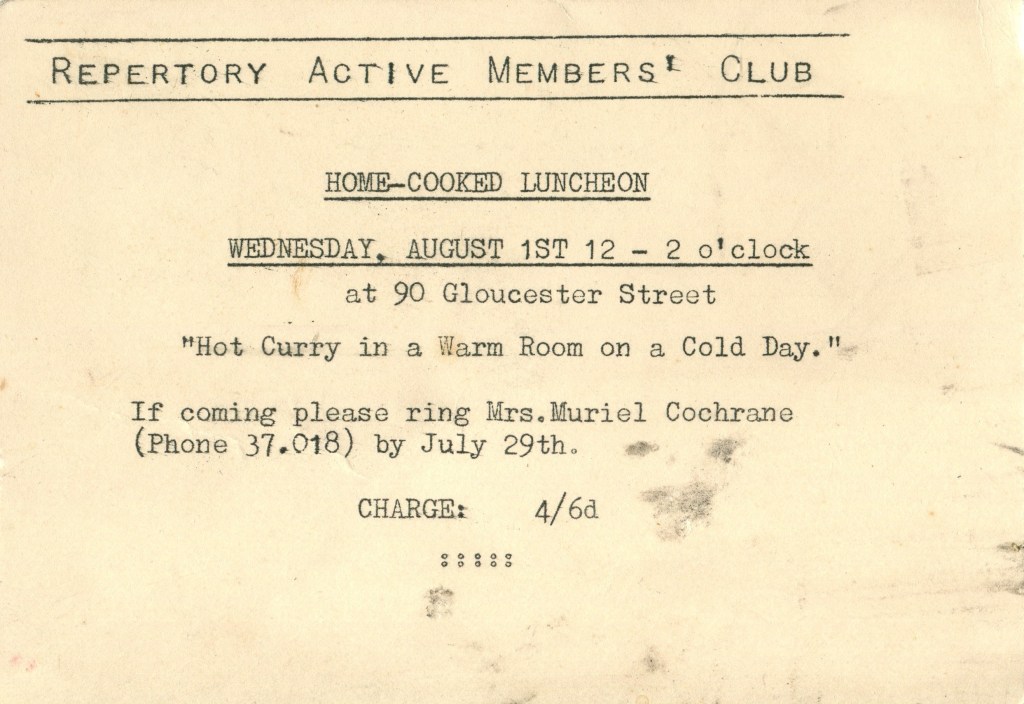 REPERTORY ACTIVE MEMBERS' CLUB
HOME-COOKED LUNCHEON
WEDNESDAY, AUGUST 1ST 12 - 2 o'clock
at 90 Gloucester Street
"Hot Curry in a Warm Room on a Cold Day."
If coming please ring Mrs.Muriel Cochrane
(Phone 37.018) by July 29th.
CHARGE: 4/6d
:::::